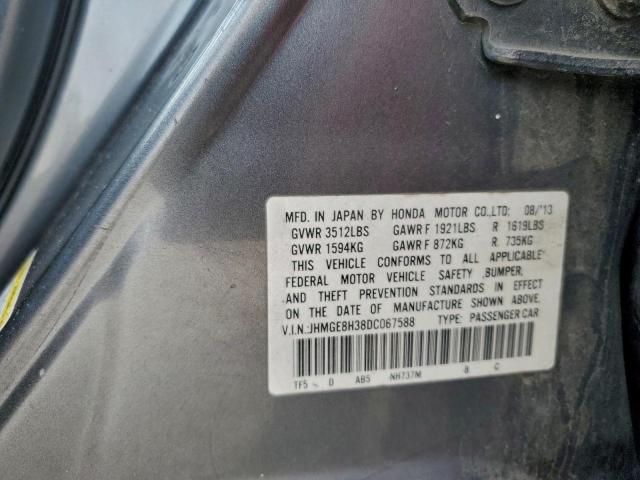 MFD. IN JAPAN BY HONDA MOTOR CO.,LTD: 08/'13
GVWR 3512LBS GAWR F 1921LBS R 1619LBS
GVWR 1594KG GAWR F 872KG R. 735KG
THIS VEHICLE CONFORMS TO ALL APPLICABLE
FEDERAL MOTOR VEHICLE SAFETY ,BUMPER,
AND THEFT PREVENTION STANDARDS IN EFFECT
ON THE DATE OF MANUFACTURE SHOWN ABOVE.
V.I.N.:JHMGE8H38DC067588 TYPE: PASSENGER CAR
TF5 - D AB5 -NH737M -B C